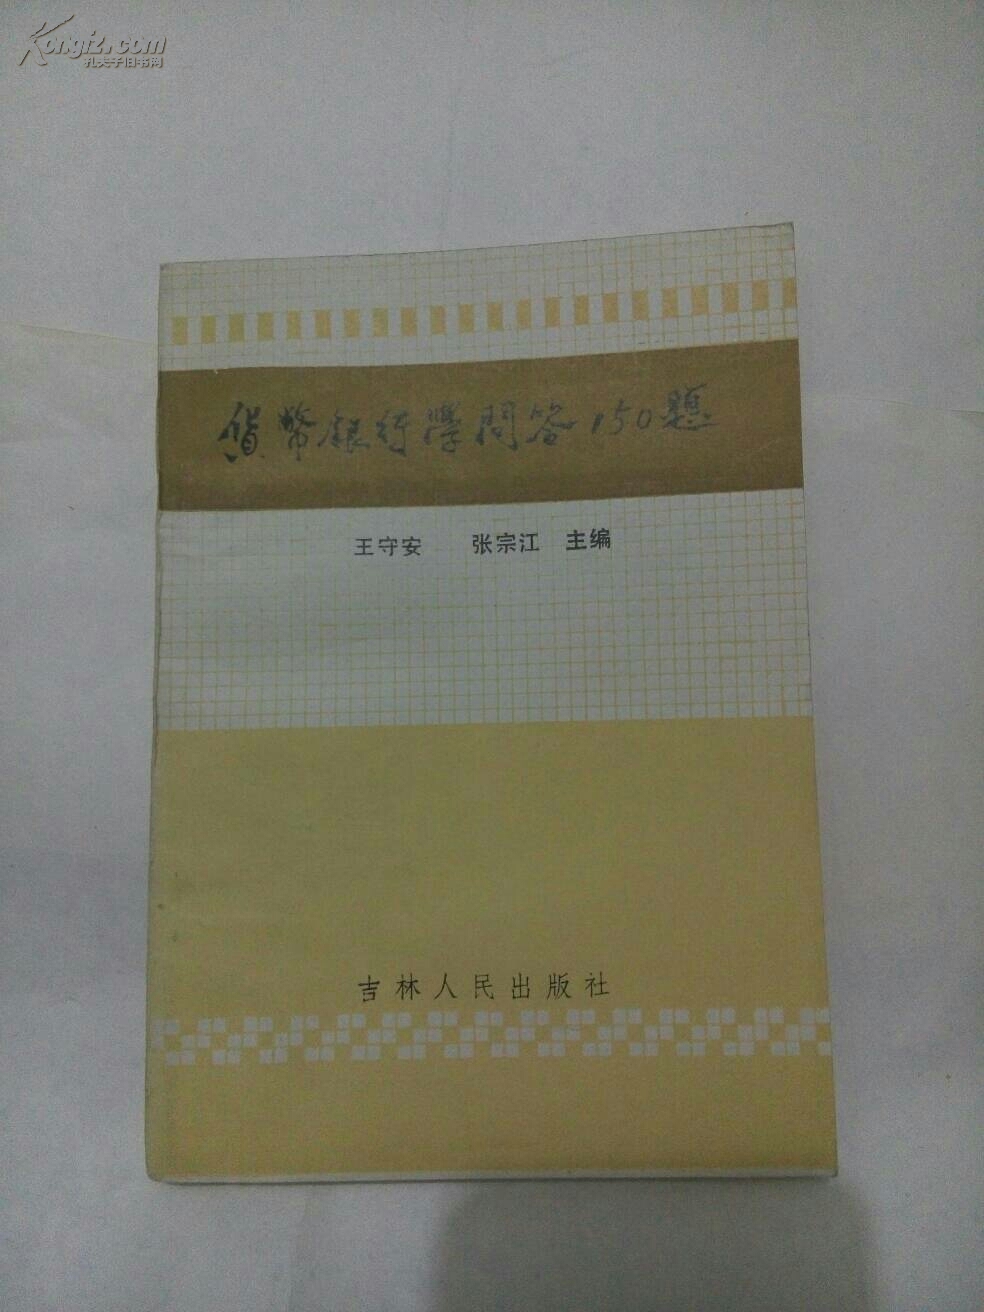 Kongfz.com
孔夫子旧书网
貨幣銀行學問答150題
王守安 张宗江 主编
吉林人民出版社